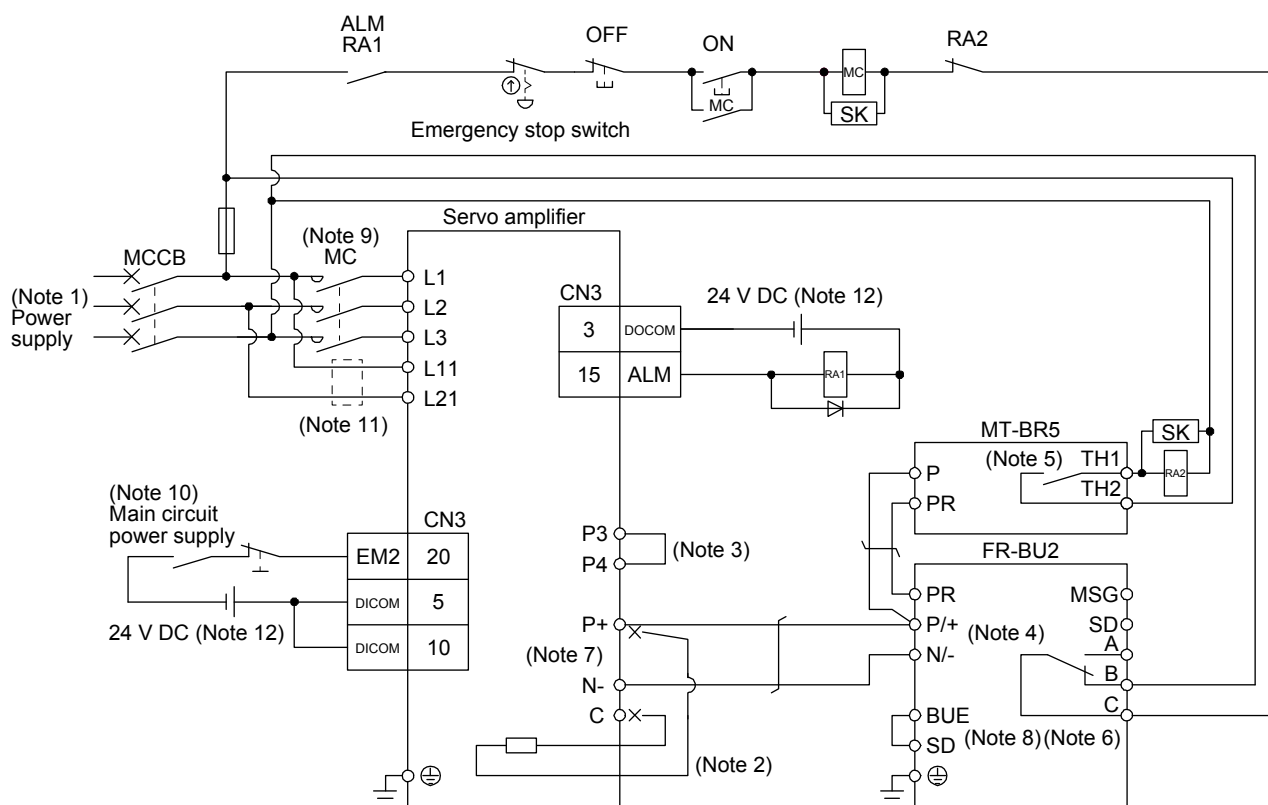 ALM
RA1
OFF
ON
RA2
MC
SK
MC
Emergency stop switch
Servo amplifier
(Note 9)
MC
MCCB
(Note 1)
Power
supply
L1
L2
L3
L11
L21
(Note 11)
CN3
3 DOCOM
15 ALM
24 V DC (Note 12)
RA1
MT-BR5
(Note 5)
P
PR
TH1
TH2
SK
RA2
(Note 10)
Main circuit
power supply
CN3
EM2 20
DICOM 5
DICOM 10
24 V DC (Note 12)
P3
P4
(Note 3)
P+
(Note 7)
N-
C
(Note 2)
FR-BU2
PR
P/+
N/-
BUE
SD
(Note 4)
MSG
SD
A
B
C
(Note 8)(Note 6)